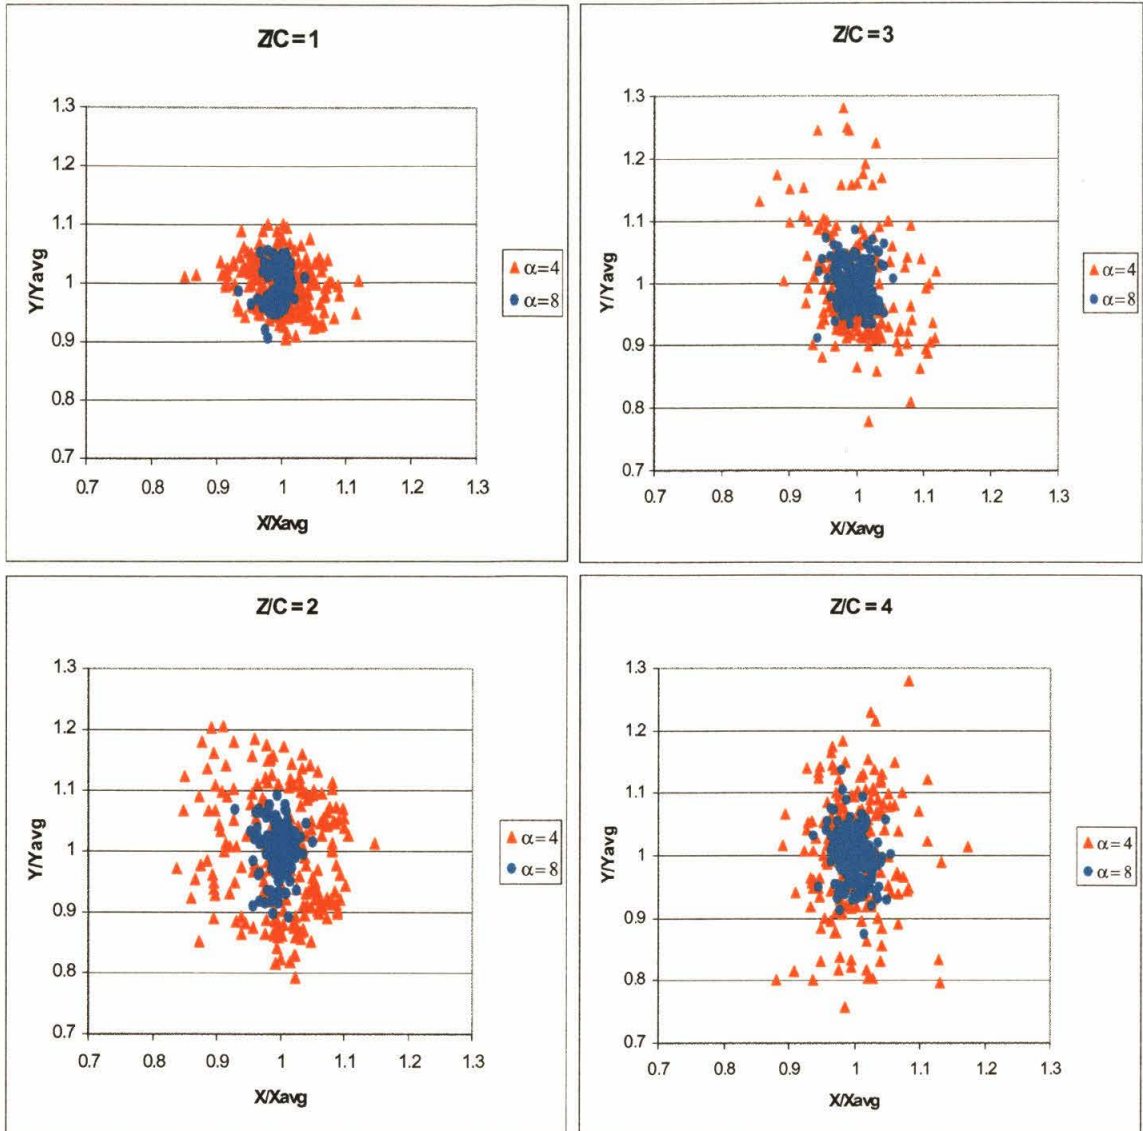 Z/C = 1
1.3
1.2
1.1
1
0.9
0.8
0.7
Y/Yavg
0.7 0.8 0.9 1 1.1 1.2 1.3
X/Xavg
α=4
α=8
Z/C = 3
1.3
1.2
1.1
1
0.9
0.8
0.7
Y/Yavg
0.7 0.8 0.9 1 1.1 1.2 1.3
X/Xavg
α=4
α=8
Z/C = 2
1.3
1.2
1.1
1
0.9
0.8
0.7
Y/Yavg
0.7 0.8 0.9 1 1.1 1.2 1.3
X/Xavg
α=4
α=8
Z/C = 4
1.3
1.2
1.1
1
0.9
0.8
0.7
Y/Yavg
0.7 0.8 0.9 1 1.1 1.2 1.3
X/Xavg
α=4
α=8